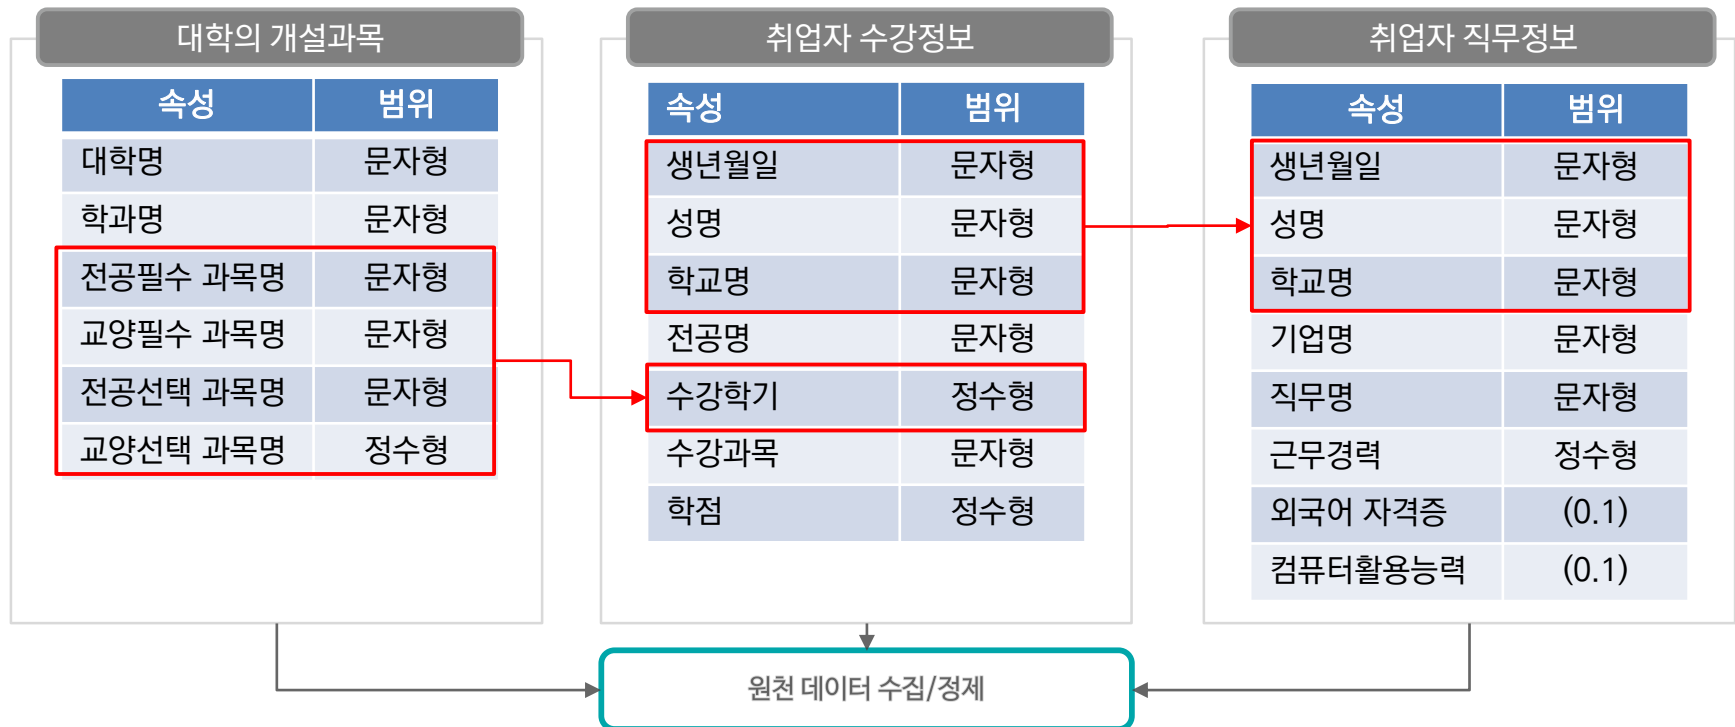 대학의 개설과목
속성 범위
대학명 문자형
학과명 문자형
전공필수 과목명 문자형
교양필수 과목명 문자형
전공선택 과목명 문자형
교양선택 과목명 정수형
취업자 수강정보
속성 범위
생년월일 문자형
성명 문자형
학교명 문자형
전공명 문자형
수강학기 정수형
수강과목 문자형
학점 정수형
취업자 직무정보
속성 범위
생년월일 문자형
성명 문자형
학교명 문자형
기업명 문자형
직무명 문자형
근무경력 정수형
외국어 자격증 (0.1)
컴퓨터활용능력 (0.1)
원천 데이터 수집/정제